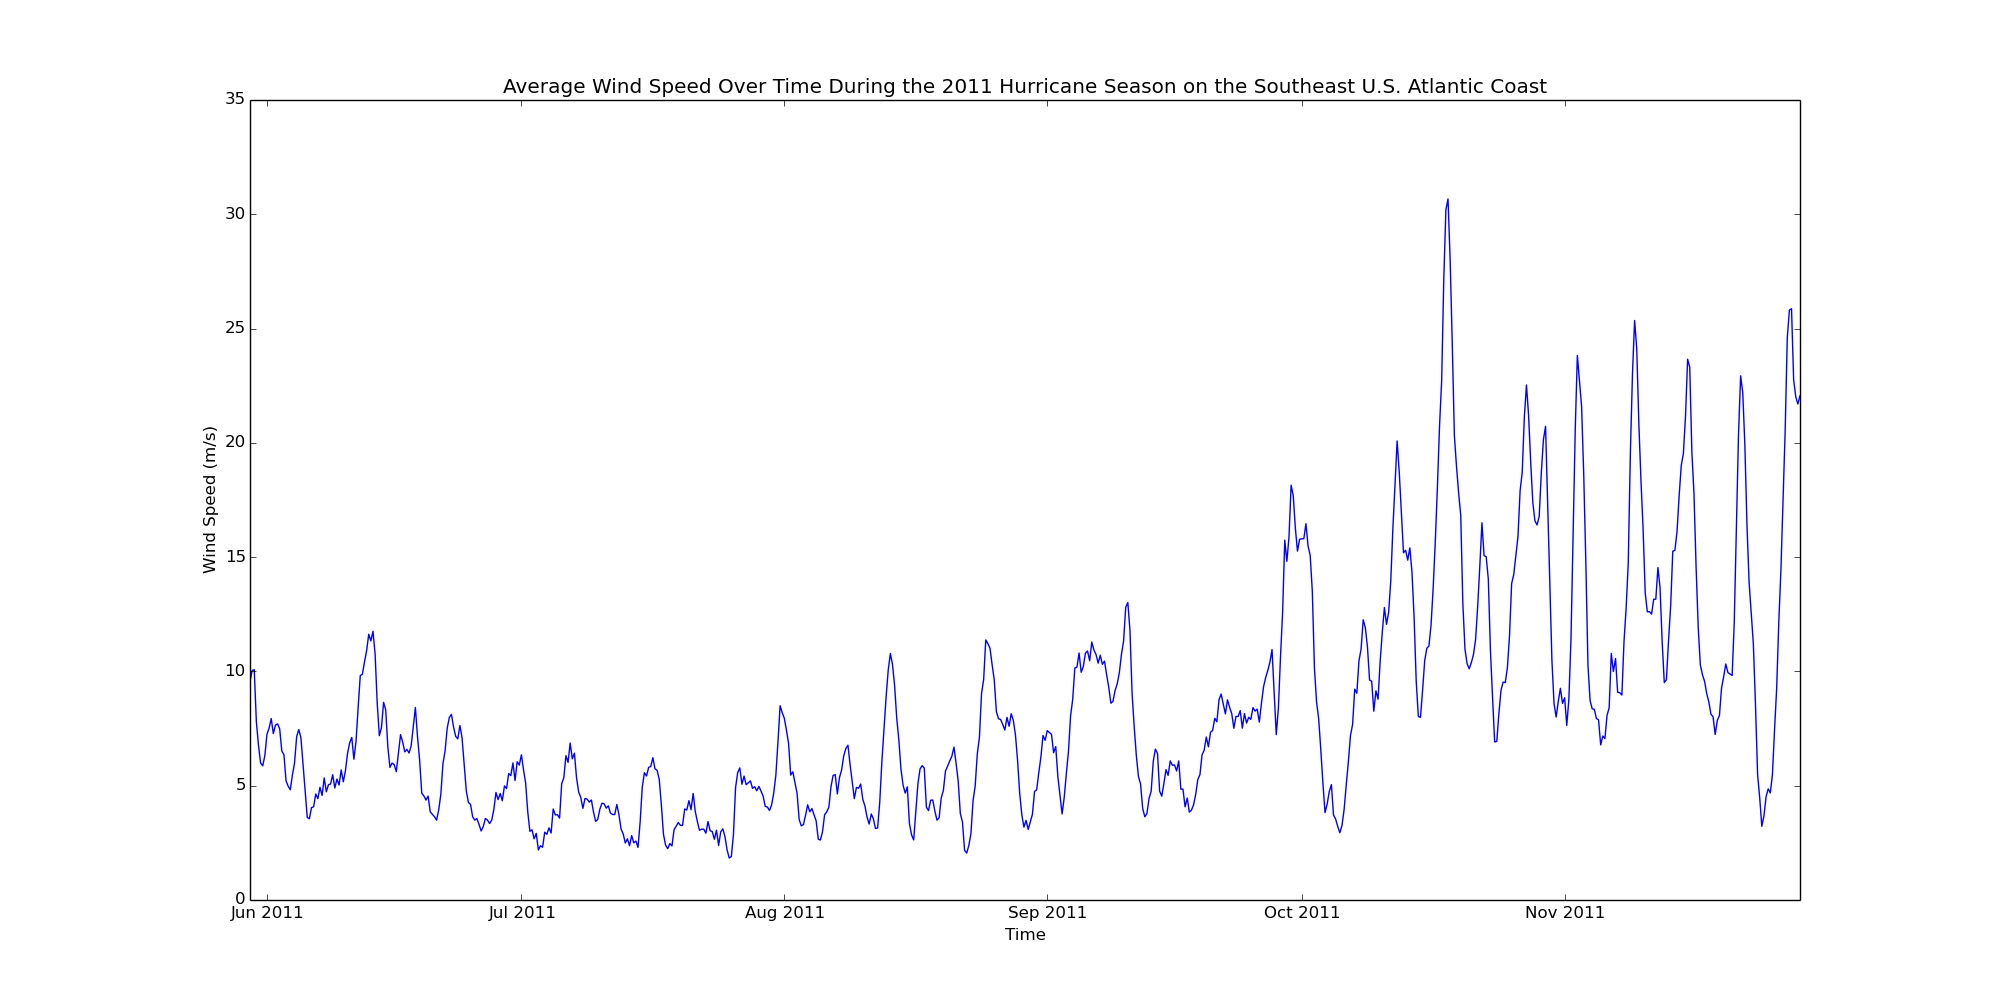 Average Wind Speed Over Time During the 2011 Hurricane Season on the Southeast U.S. Atlantic Coast
35
30
25
20
15
10
5
0
Wind Speed (m/s)
Jun 2011 Jul 2011 Aug 2011 Sep 2011 Oct 2011 Nov 2011
Time